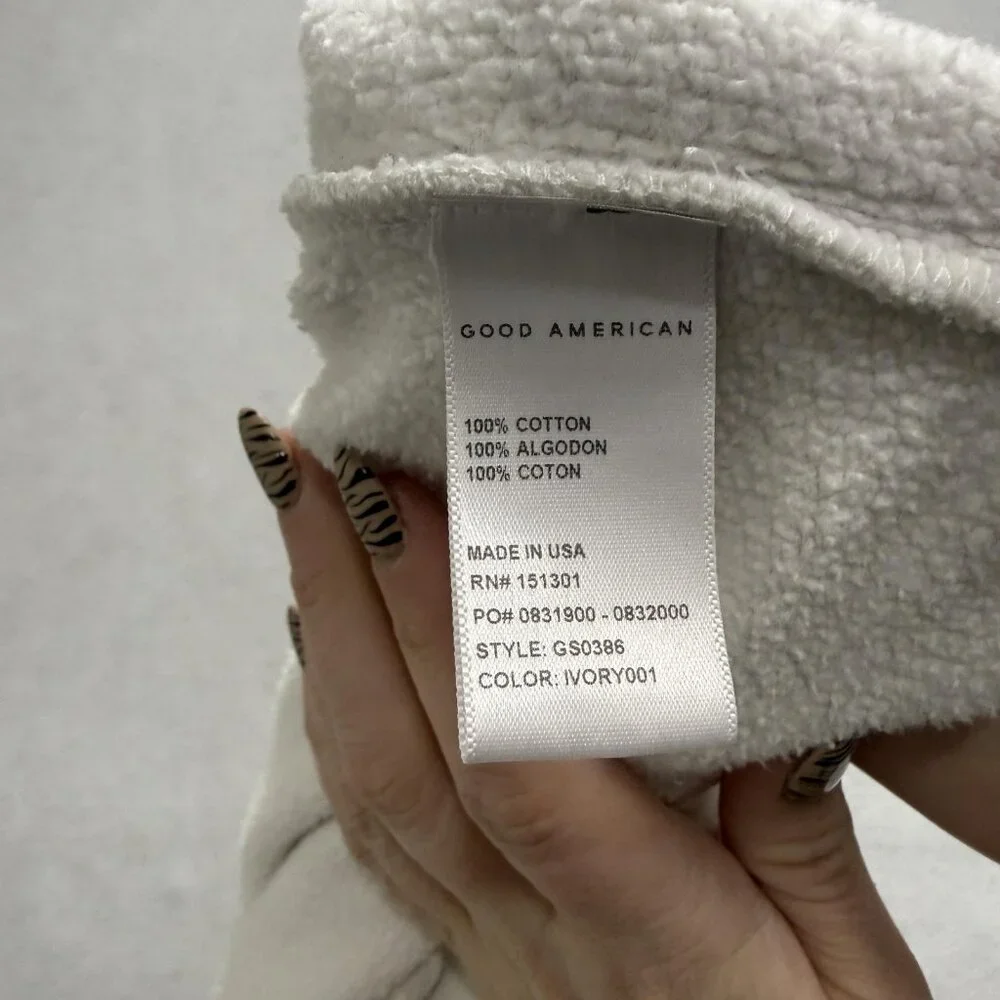 GOOD AMERICAN
100% COTTON
100% ALGODON
100% COTON
MADE IN USA
RN# 151301
PO# 0831900 - 0832000
STYLE: GS0386
COLOR: IVORY001